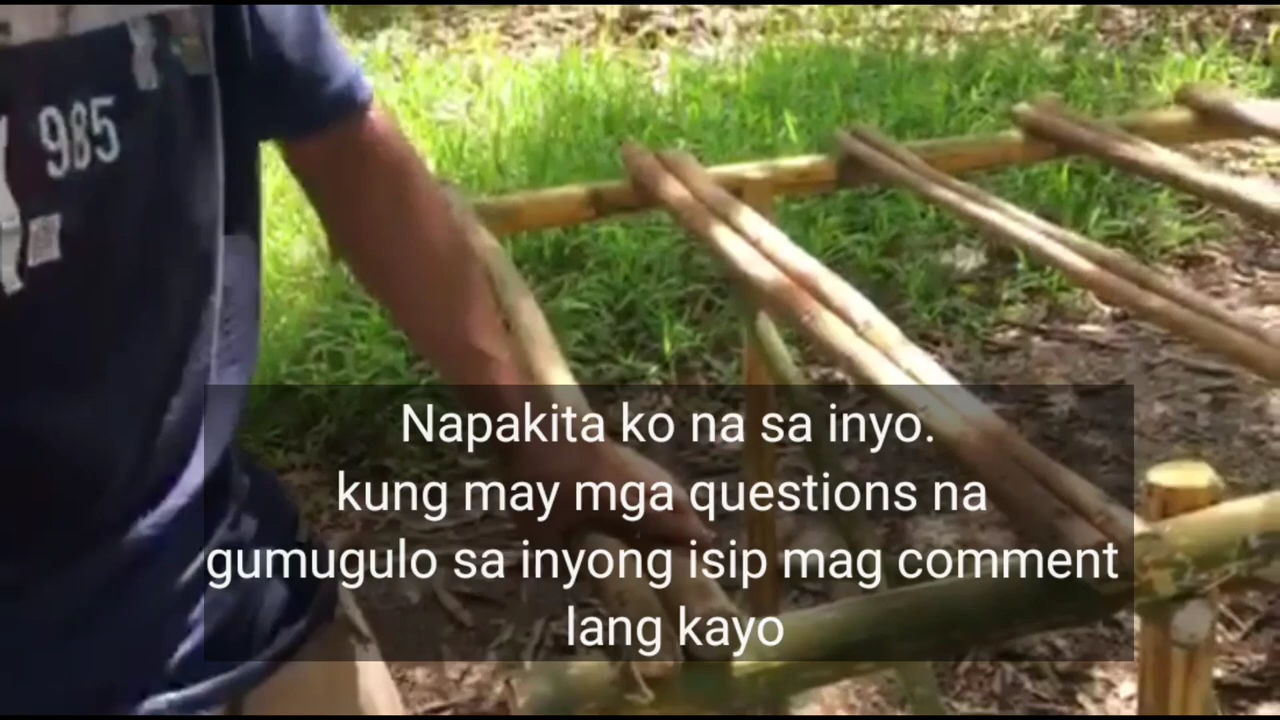 985
Napakita ko na sa inyo.
kung may mga questions na
gumugulo sa inyong isip mag comment
lang kayo